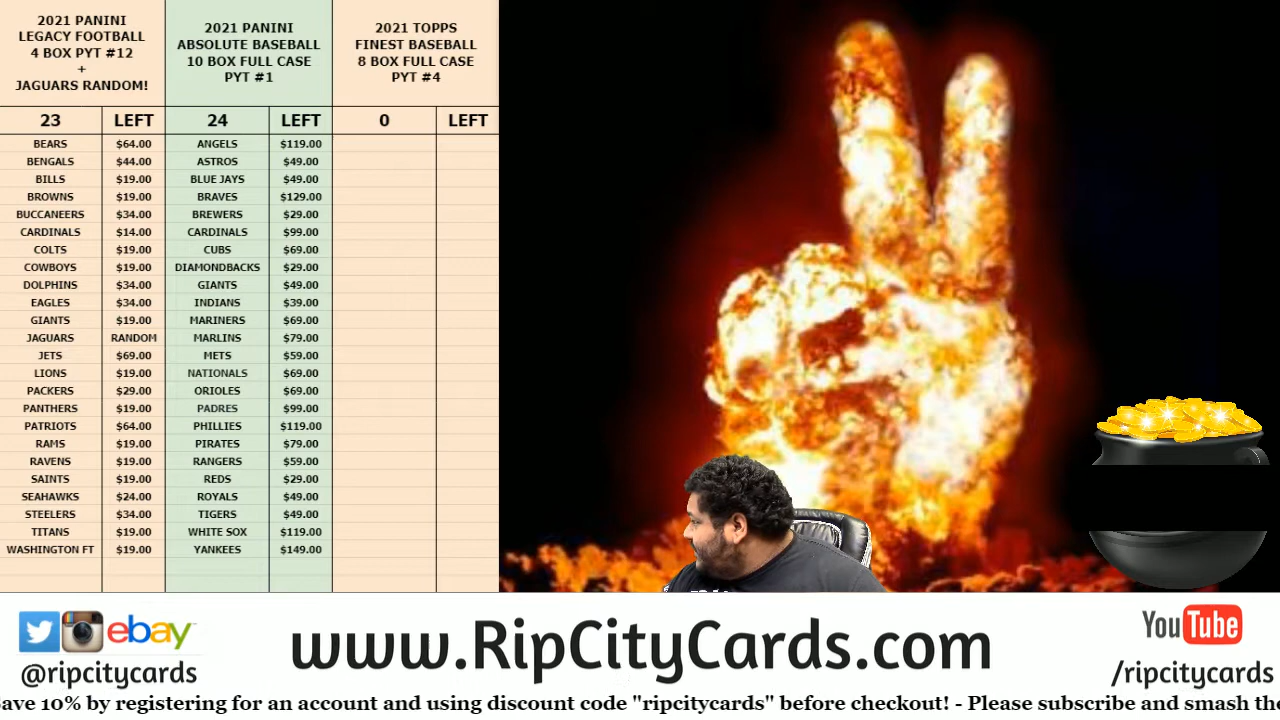 2021 PANINI
LEGACY FOOTBALL
4 BOX PYT #12
+
JAGUARS RANDOM!
2021 PANINI
ABSOLUTE BASEBALL
10 BOX FULL CASE
PYT #1
2021 TOPPS
FINEST BASEBALL
8 BOX FULL CASE
PYT #4
23 LEFT 24 LEFT 0 LEFT
BEARS $64.00 ANGELS $119.00
BENGALS $44.00 ASTROS $49.00
BILLS $19.00 BLUE JAYS $49.00
BROWNS $19.00 BRAVES $129.00
BUCCANEERS $34.00 BREWERS $29.00
CARDINALS $14.00 CARDINALS $99.00
COLTS $19.00 CUBS $69.00
COWBOYS $19.00 DIAMONDBACKS $29.00
DOLPHINS $34.00 GIANTS $49.00
EAGLES $34.00 INDIANS $39.00
GIANTS $19.00 MARINERS $69.00
JAGUARS RANDOM MARLINS $79.00
JETS $69.00 METS $59.00
LIONS $19.00 NATIONALS $69.00
PACKERS $29.00 ORIOLES $69.00
PANTHERS $19.00 PADRES $99.00
PATRIOTS $64.00 PHILLIES $119.00
RAMS $19.00 PIRATES $79.00
RAVENS $19.00 RANGERS $59.00
SAINTS $19.00 REDS $29.00
SEAHAWKS $24.00 ROYALS $49.00
STEELERS $34.00 TIGERS $49.00
TITANS $19.00 WHITE SOX $119.00
WASHINGTON FT $19.00 YANKEES $149.00
ebay
@ripcitycards
www.RipCityCards.com
YouTube
/ripcitycards
ave 10% by registering for an account and using discount code "ripcitycards" before checkout! - Please subscribe and smash the